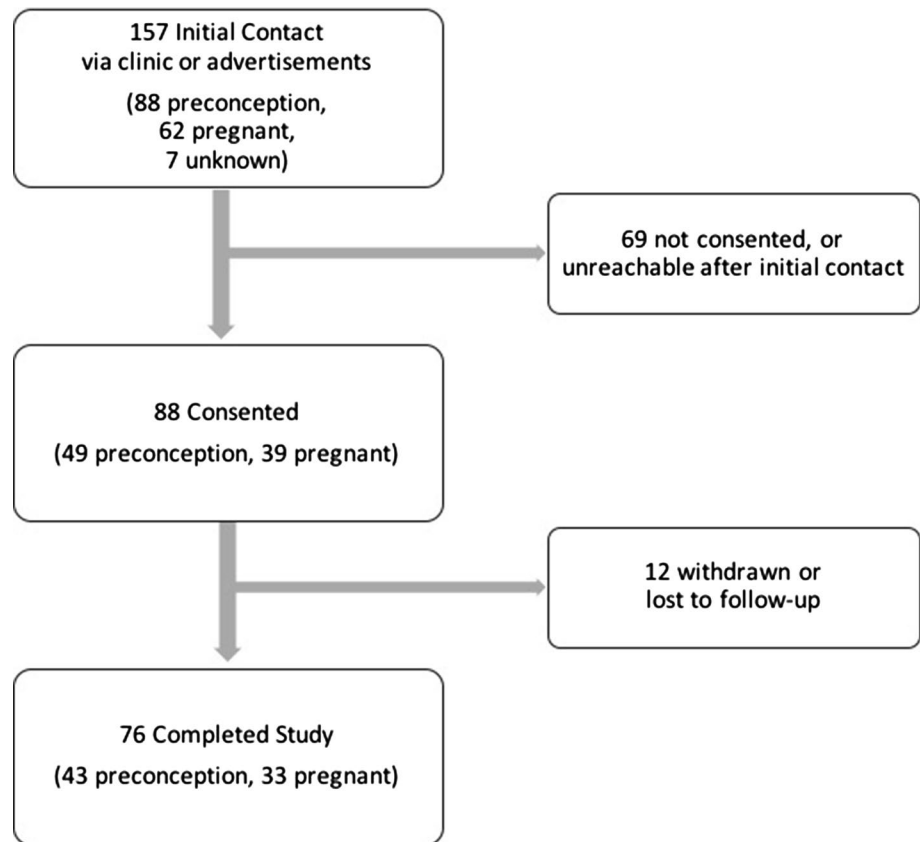 157 Initial Contact
via clinic or advertisements
(88 preconception,
62 pregnant,
7 unknown)
69 not consented, or
unreachable after initial contact
88 Consented
(49 preconception, 39 pregnant)
12 withdrawn or
lost to follow-up
76 Completed Study
(43 preconception, 33 pregnant)